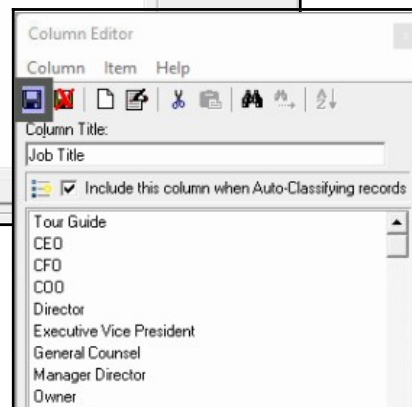 Column Editor
Column Item Help
Column Title:
Job Title
Include this column when Auto-Classifying records
Tour Guide
CEO
CFO
COO
Director
Executive Vice President
General Counsel
Manager Director
Owner